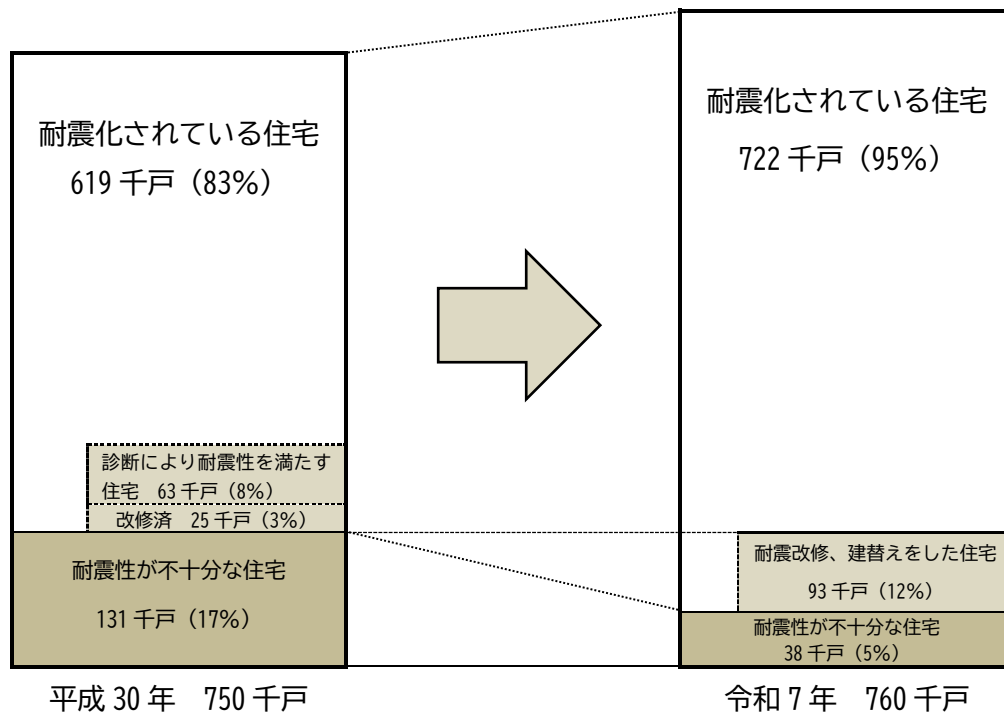 耐震化されている住宅
619 千戸（83%）
診断により耐震性を満たす
住宅　63 千戸（8%）
改修済　25 千戸（3%）
耐震性が不十分な住宅
131 千戸（17%）
平成 30 年　750 千戸
耐震化されている住宅
722 千戸（95%）
耐震改修、建替えをした住宅
93 千戸（12%）
耐震性が不十分な住宅
38 千戸（5%）
令和 7 年　760 千戸